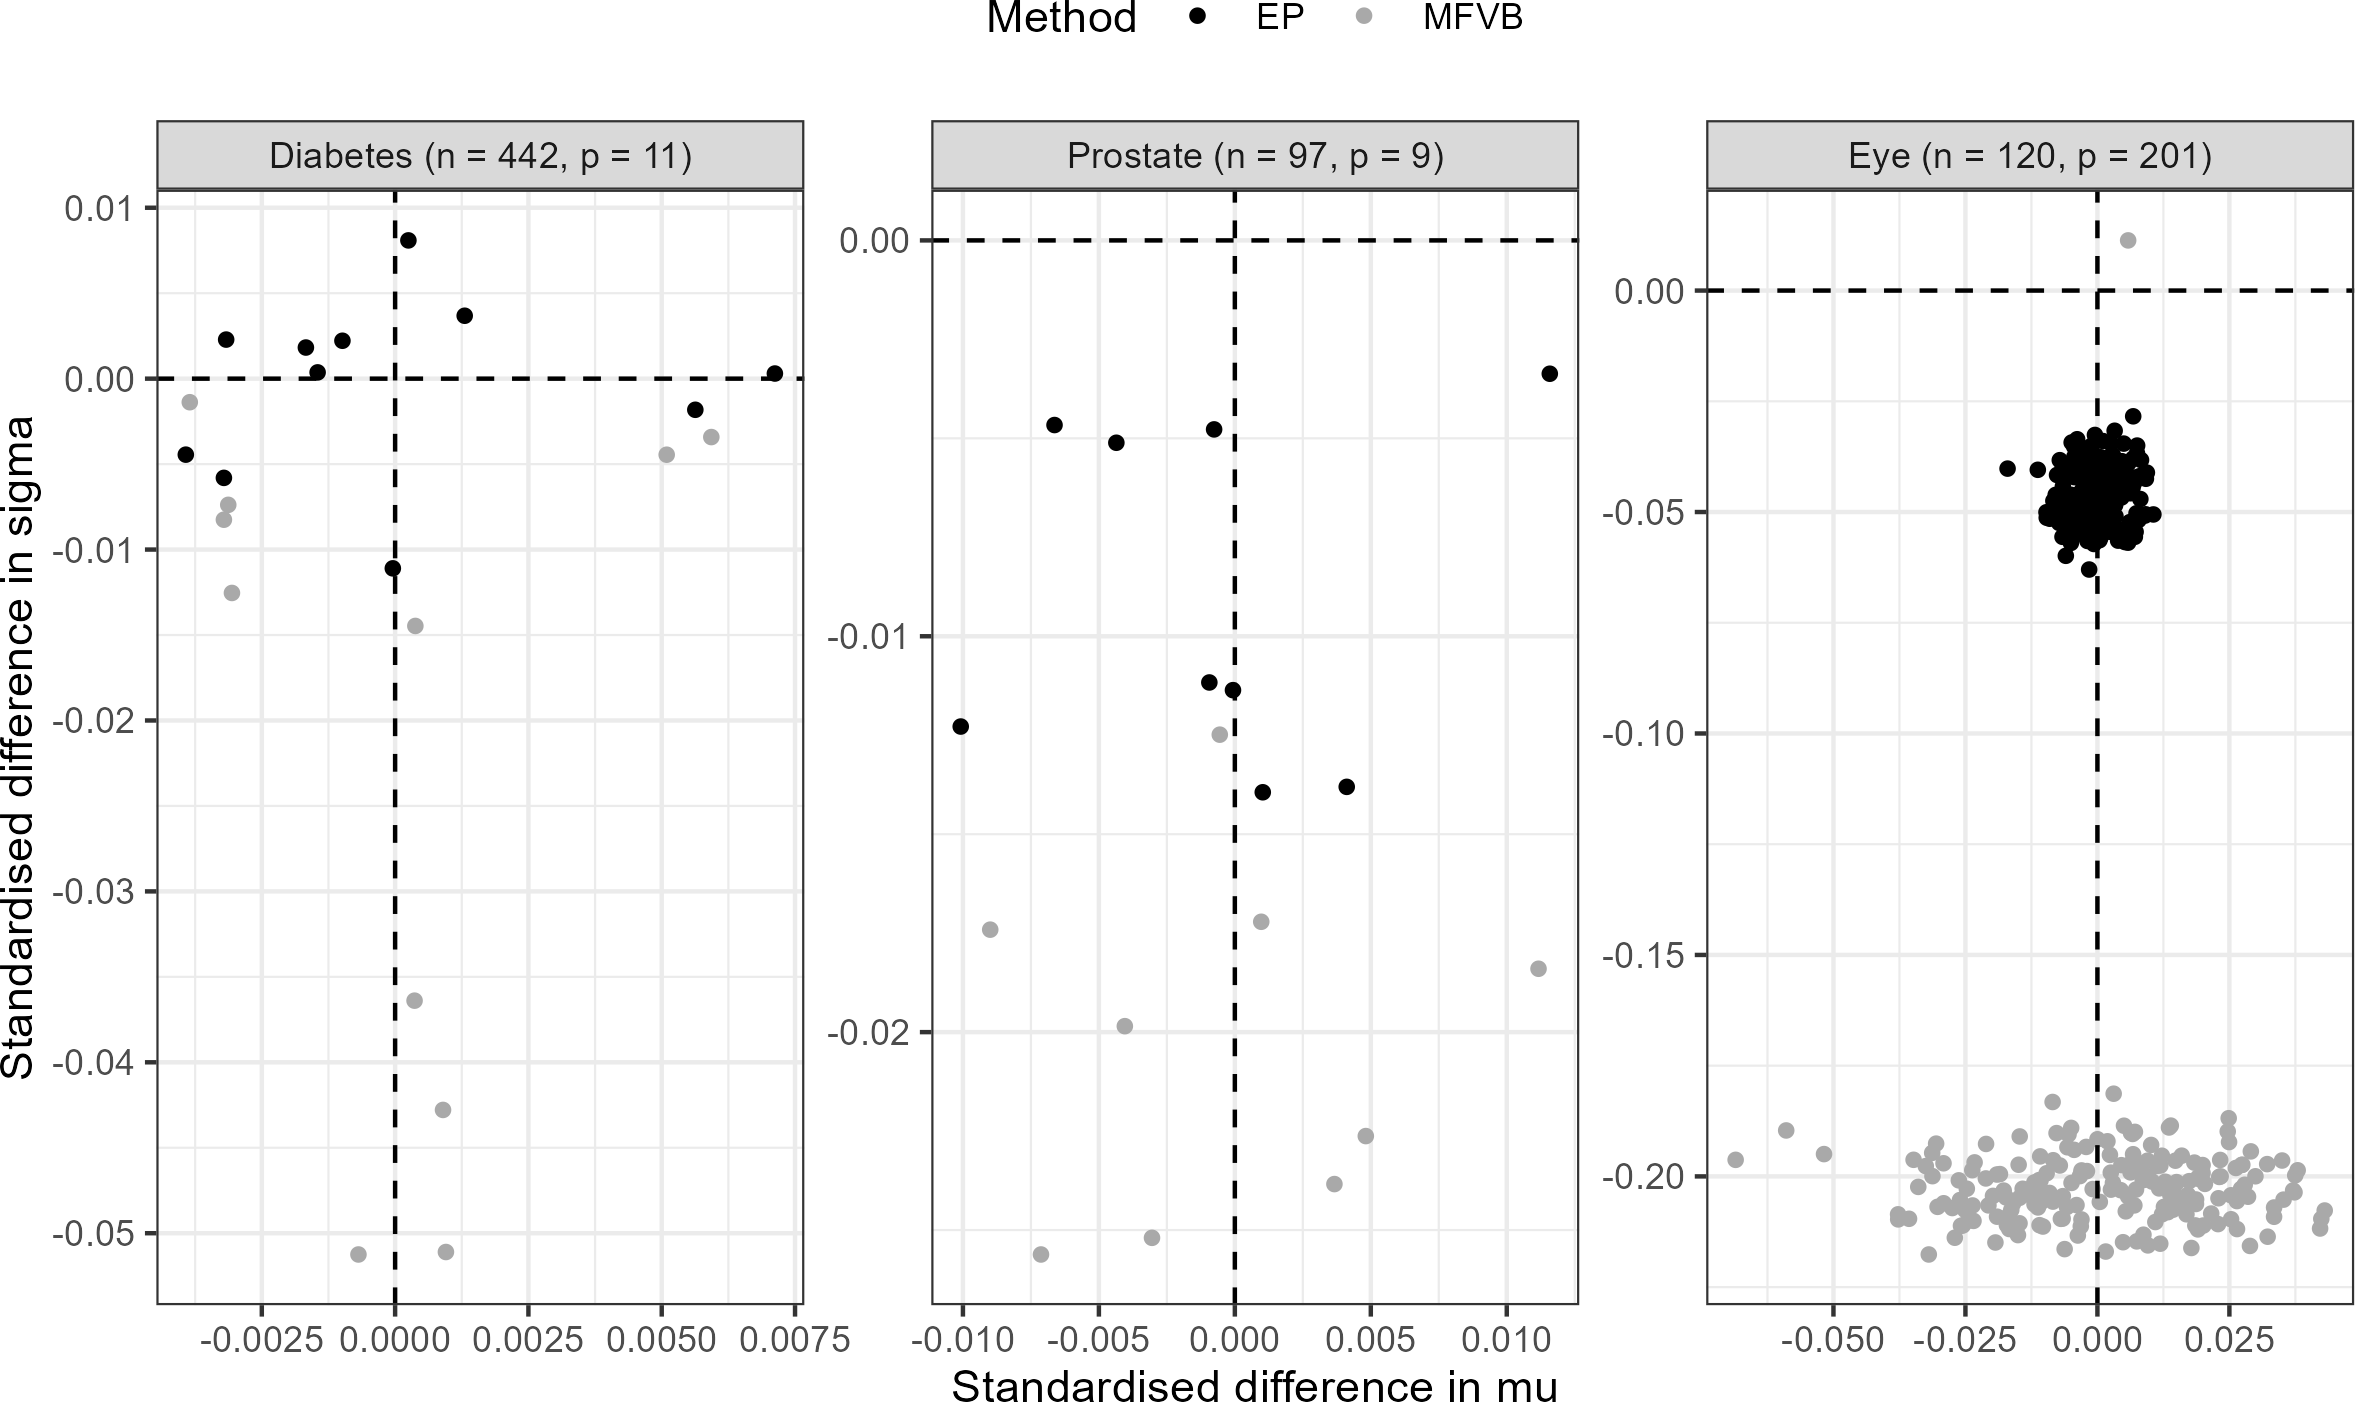 Method EP MFVB
Diabetes (n = 442, p = 11)
Prostate (n = 97, p = 9)
Eye (n = 120, p = 201)
Standardised difference in sigma
0.01
0.00
-0.01
-0.02
-0.03
-0.04
-0.05
-0.0025 0.0000 0.0025 0.0050 0.0075
0.00
-0.01
-0.02
-0.010 -0.005 0.000 0.005 0.010
0.00
-0.05
-0.10
-0.15
-0.20
-0.050 -0.025 0.000 0.025
Standardised difference in mu